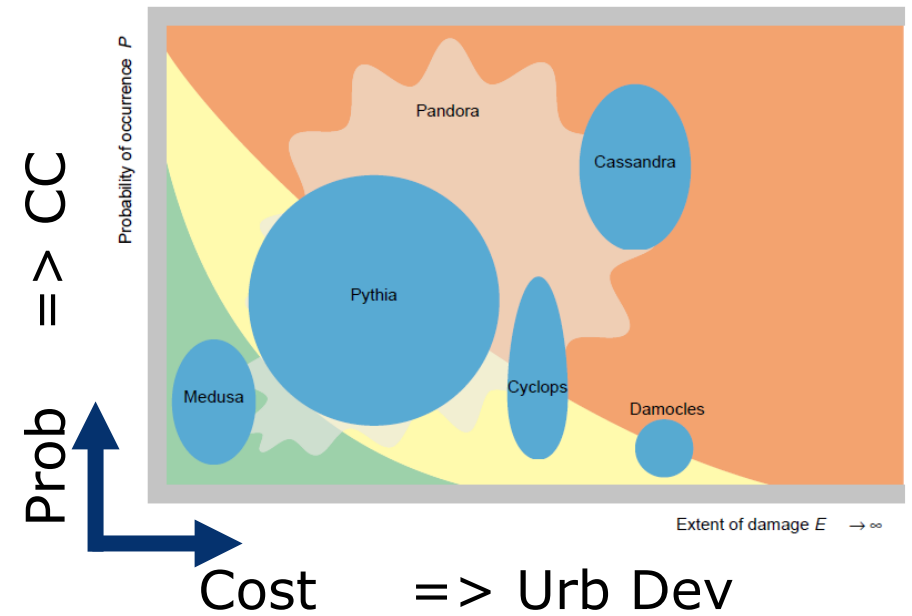 Probability of occurrence P
Pandora
Cassandra
Pythia
Medusa
Cyclops
Damocles
Extent of damage E → ∞
Prob => CC
Cost => Urb Dev